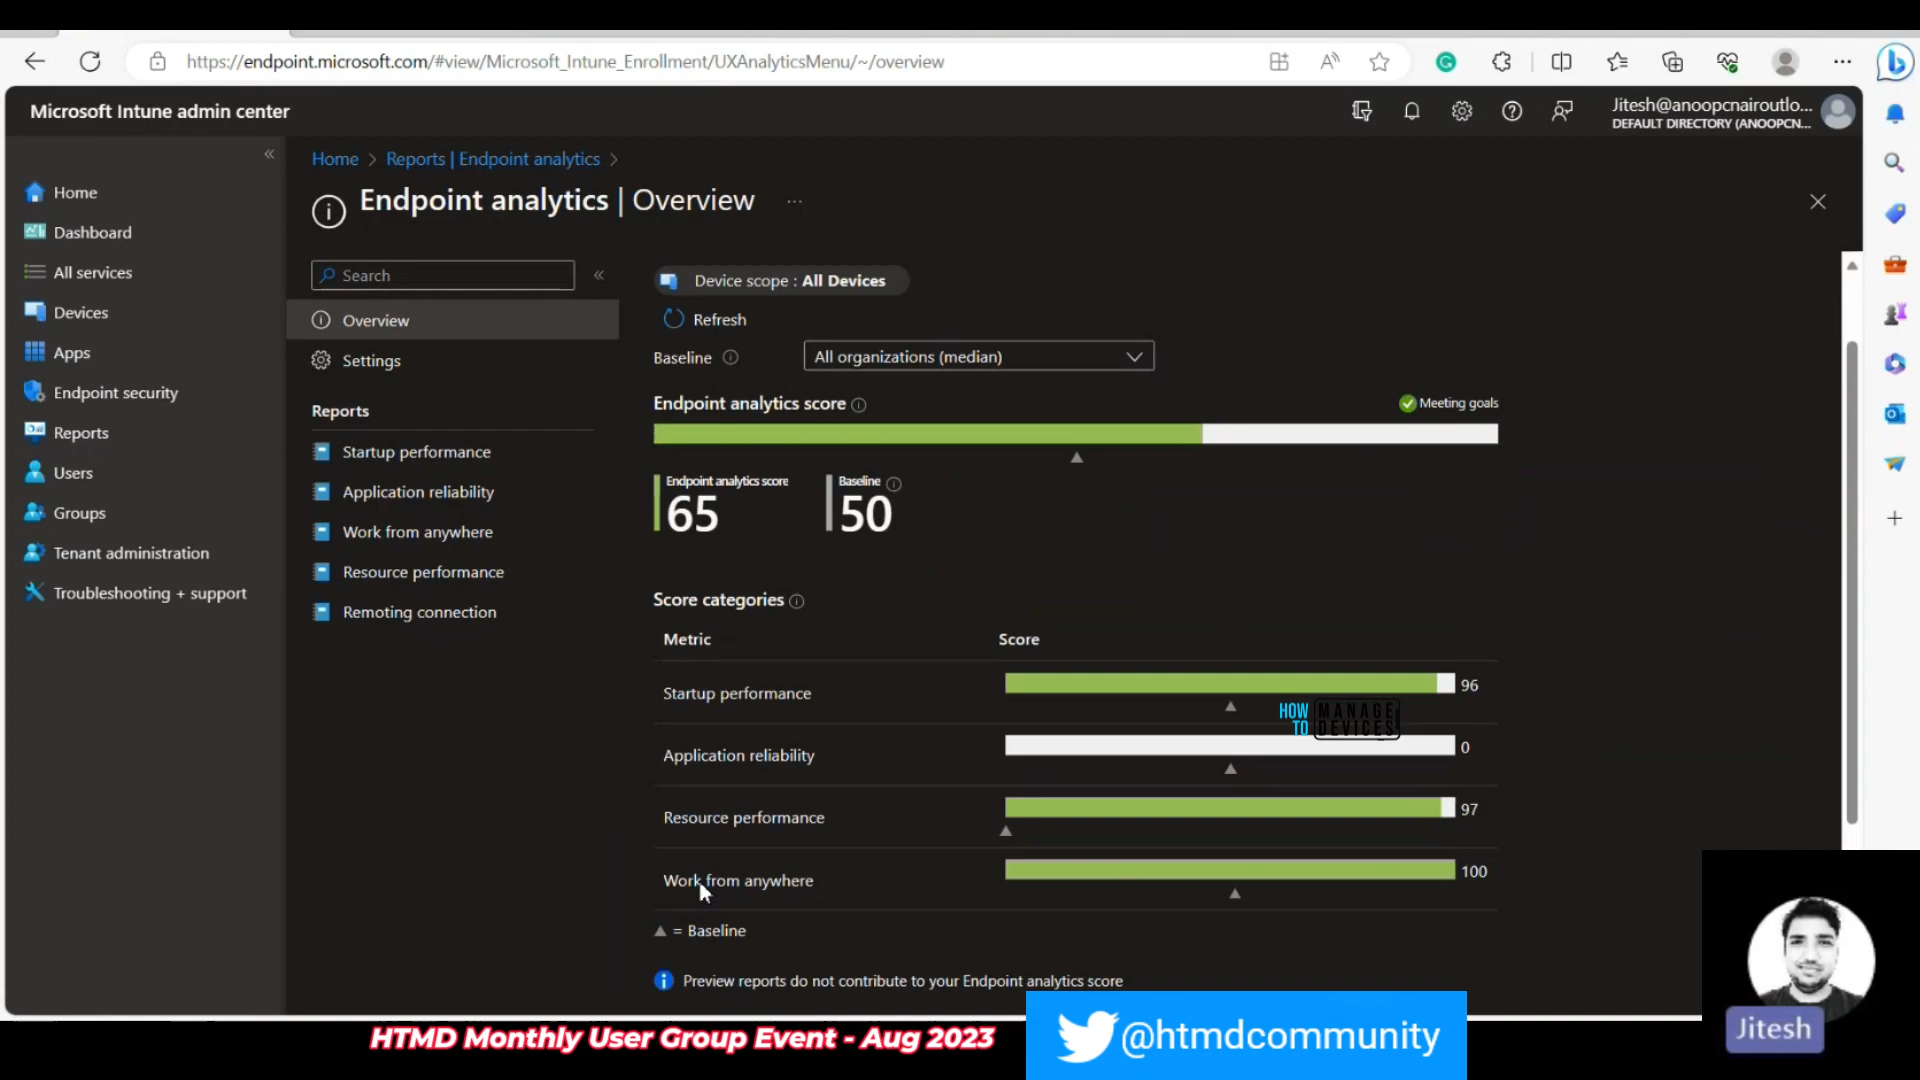 https://endpoint.microsoft.com/#view/Microsoft_Intune_Enrollment/UXAnalyticsMenu/~/overview
Microsoft Intune admin center
Jitesh@anoopcnairoutlo...
DEFAULT DIRECTORY (ANOOPCN...
Home > Reports | Endpoint analytics >
Endpoint analytics | Overview ...
Home
Dashboard
All services
Devices
Apps
Endpoint security
Reports
Users
Groups
Tenant administration
Troubleshooting + support
Search
Overview
Settings
Reports
Startup performance
Application reliability
Work from anywhere
Resource performance
Remoting connection
Device scope : All Devices
Refresh
Baseline All organizations (median)
Endpoint analytics score Meeting goals
Endpoint analytics score Baseline
65 50
Score categories
Metric Score
Startup performance 96
HOW TO MANAGE DEVICES
Application reliability 0
Resource performance 97
Work from anywhere 100
▲ = Baseline
Preview reports do not contribute to your Endpoint analytics score
HTMD Monthly User Group Event - Aug 2023
@htmdcommunity
Jitesh